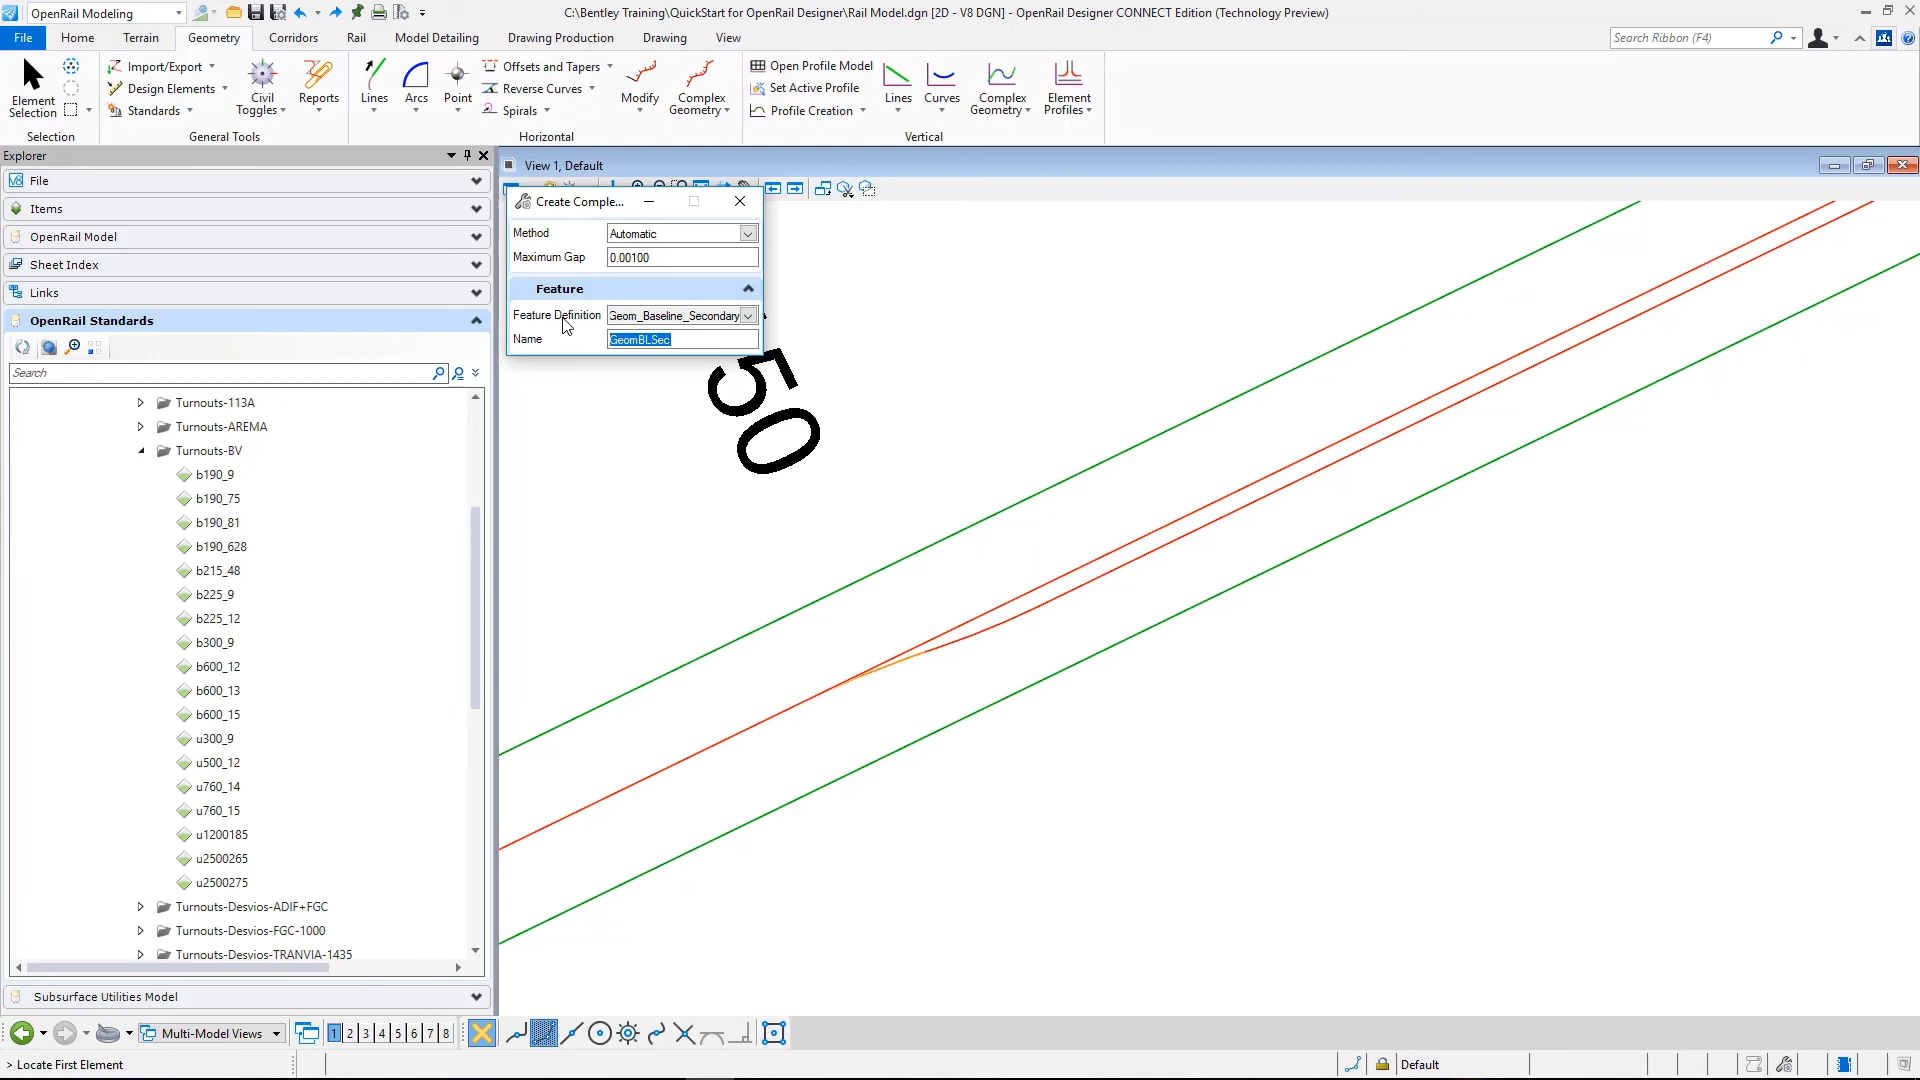 OpenRail Modeling
C:\Bentley Training\QuickStart for OpenRail Designer\Rail Model.dgn [2D - V8 DGN] - OpenRail Designer CONNECT Edition (Technology Preview)
File
Home
Terrain
Geometry
Corridors
Rail
Model Detailing
Drawing Production
Drawing
View
Search Ribbon (F4)
Element
Selection
Selection
Import/Export
Design Elements
Standards
Civil
Toggles
Reports
General Tools
Lines
Arcs
Point
Offsets and Tapers
Reverse Curves
Spirals
Modify
Complex
Geometry
Horizontal
Open Profile Model
Set Active Profile
Profile Creation
Lines
Curves
Complex
Geometry
Element
Profiles
Vertical
Explorer
File
Items
OpenRail Model
Sheet Index
Links
OpenRail Standards
Search
Turnouts-113A
Turnouts-AREMA
Turnouts-BV
b190_9
b190_75
b190_81
b190_628
b215_48
b225_9
b225_12
b300_9
b600_12
b600_13
b600_15
u300_9
u500_12
u760_14
u760_15
u1200185
u2500265
u2500275
Turnouts-Desvios-ADIF+FGC
Turnouts-Desvios-FGC-1000
Turnouts-Desvios-TRANVIA-1435
Subsurface Utilities Model
View 1, Default
Create Comple...
Method
Automatic
Maximum Gap
0.00100
Feature
Feature Definition
Geom_Baseline_Secondary
Name
GeomBLSec
50
Multi-Model Views
1 2 3 4 5 6 7 8
> Locate First Element
Default